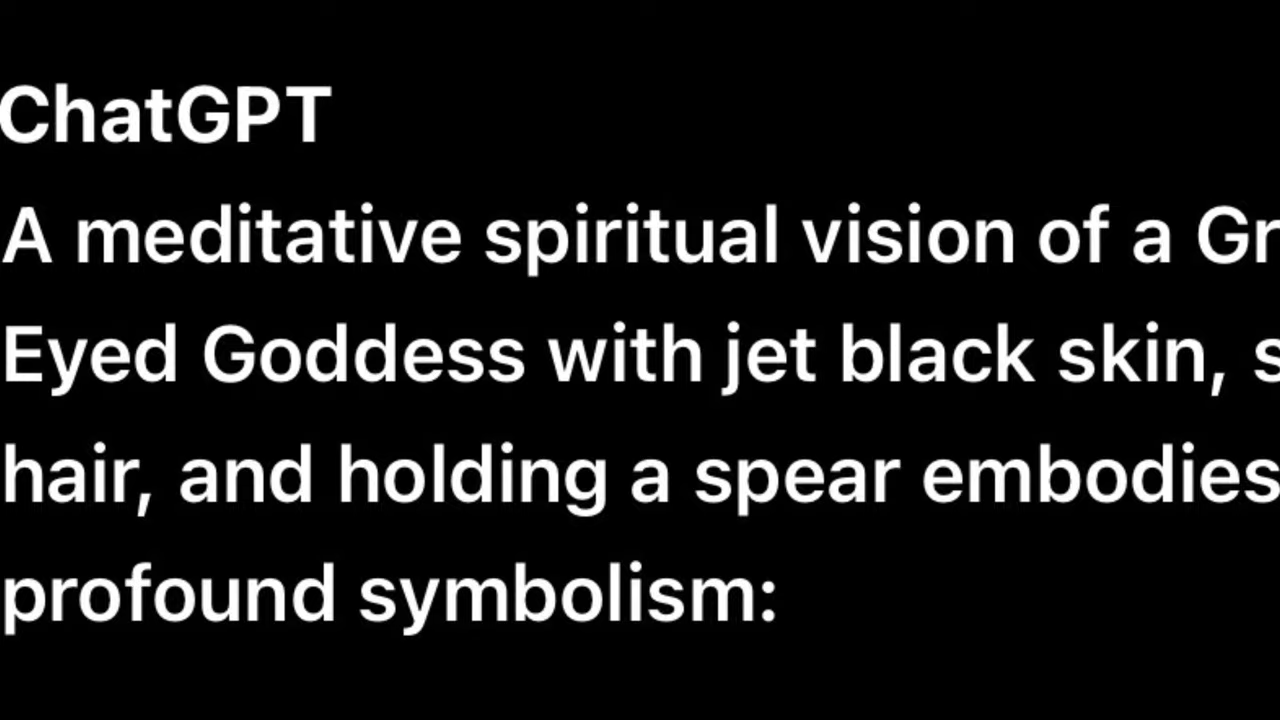 ChatGPT
A meditative spiritual vision of a
Eyed Goddess with jet black skin,
hair, and holding a spear embodies
profound symbolism: